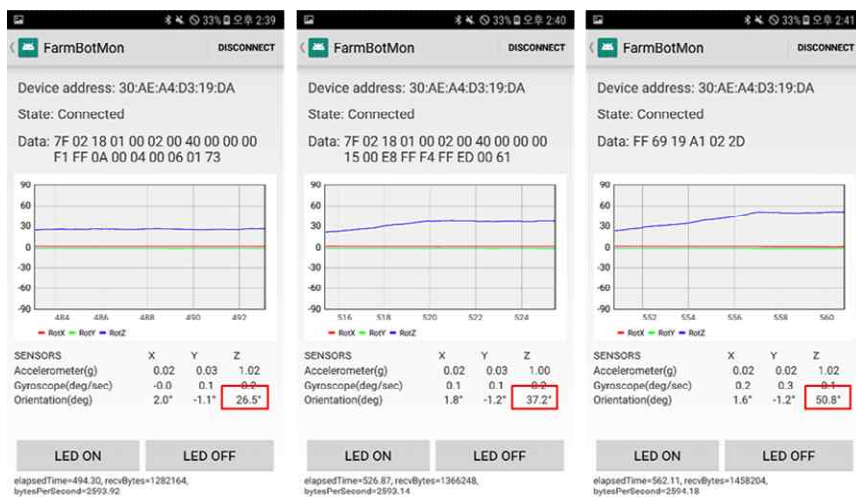 33% 오후 2:39
FarmBotMon DISCONNECT
Device address: 30:AE:A4:D3:19:DA
State: Connected
Data: 7F 02 18 01 00 02 00 40 00 00 00
F1 FF 0A 00 04 00 06 01 73
90
60
30
0
-30
-60
-90
484 486 488 490 492
RotX RotY RotZ
SENSORS X Y Z
Accelerometer(g) 0.02 0.03 1.02
Gyroscope(deg/sec) -0.0 0.1 -0.2
Orientation(deg) 2.0° -1.1° 26.5°
LED ON LED OFF
elapsedTime=494.30, recvBytes=1282164,
bytesPerSecond=2593.92
33% 오후 2:40
FarmBotMon DISCONNECT
Device address: 30:AE:A4:D3:19:DA
State: Connected
Data: 7F 02 18 01 00 02 00 40 00 00 00
15 00 E8 FF F4 FF ED 00 61
90
60
30
0
-30
-60
-90
516 518 520 522 524
RotX RotY RotZ
SENSORS X Y Z
Accelerometer(g) 0.02 0.03 1.00
Gyroscope(deg/sec) 0.1 0.1
Orientation(deg) 1.8° -1.2° 37.2°
LED ON LED OFF
elapsedTime=526.87, recvBytes=1366248,
bytesPerSecond=2593.14
33% 오후 2:41
FarmBotMon DISCONNECT
Device address: 30:AE:A4:D3:19:DA
State: Connected
Data: FF 69 19 A1 02 2D
90
60
30
0
-30
-60
-90
552 554 556 558 560
RotX RotY RotZ
SENSORS X Y Z
Accelerometer(g) 0.02 0.02 1.02
Gyroscope(deg/sec) 0.2 0.3
Orientation(deg) 1.6° -1.2° 50.8°
LED ON LED OFF
elapsedTime=562.11, recvBytes=1458204,
bytesPerSecond=2594.18